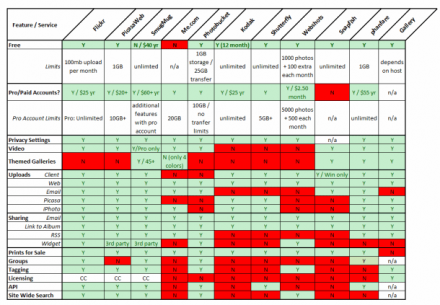 Feature / Service Flickr PicasaWeb SmugMug Me.com Photobucket Kodak Shutterfly Webshots Snapfish phanfare Gallery
Free Y Y N / $40 yr N Y Y (12 month) Y Y Y Y Y
Limits 100mb upload per month 1GB unlimited n/a 1GB storage / 25GB transfer unlimited unlimited 1000 photos + 100 extra each month unlimited 1GB depends on host
Pro/Paid Accounts? Y / $25 yr Y / $20+ Y / $60+ yr Y Y Y / $25 yr Y Y / $2.50 month N Y / $55 yr n/a
Pro Account Limits Pro: Unlimited 10GB+ additional features with pro account 20GB 10GB / no tranfer limits unlimited 5GB+ 5000 photos + 500 each month n/a unlimited n/a
Privacy Settings Y Y Y Y Y Y Y Y n/a Y Y
Video Y Y Y/Pro only Y Y N N N Y Y
Themed Galleries N N Y / 45+ N (only 4 colors) N N N N Y Y Y
Uploads Client Y Y Y N N Y Y Y Y / Win only Y Y
Web Y Y Y Y Y Y Y Y Y Y Y
Email Y Y Y Y Y N N N N Y N
Picasa Y Y Y N N Y Y N N Y Y
iPhoto Y Y Y Y Y Y Y N N Y Y
Sharing Email Y Y Y Y Y Y Y Y Y Y Y
Link to Album Y Y Y Y Y Y Y Y Y Y Y
RSS Y Y Y Y Y N N N N Y Y
Widget Y 3rd party 3rd party N Y N Y N N N
Prints for Sale Y Y Y Y Y Y Y Y Y Y N
Groups Y N Y N N N N N Y n/a
Tagging Y Y Y N Y N N Y N Y
Licensing CC CC CC N N N N N N N n/a
API Y Y Y N Y N Y N N Y n/a
Site Wide Search Y Y Y N Y N N Y N N n/a